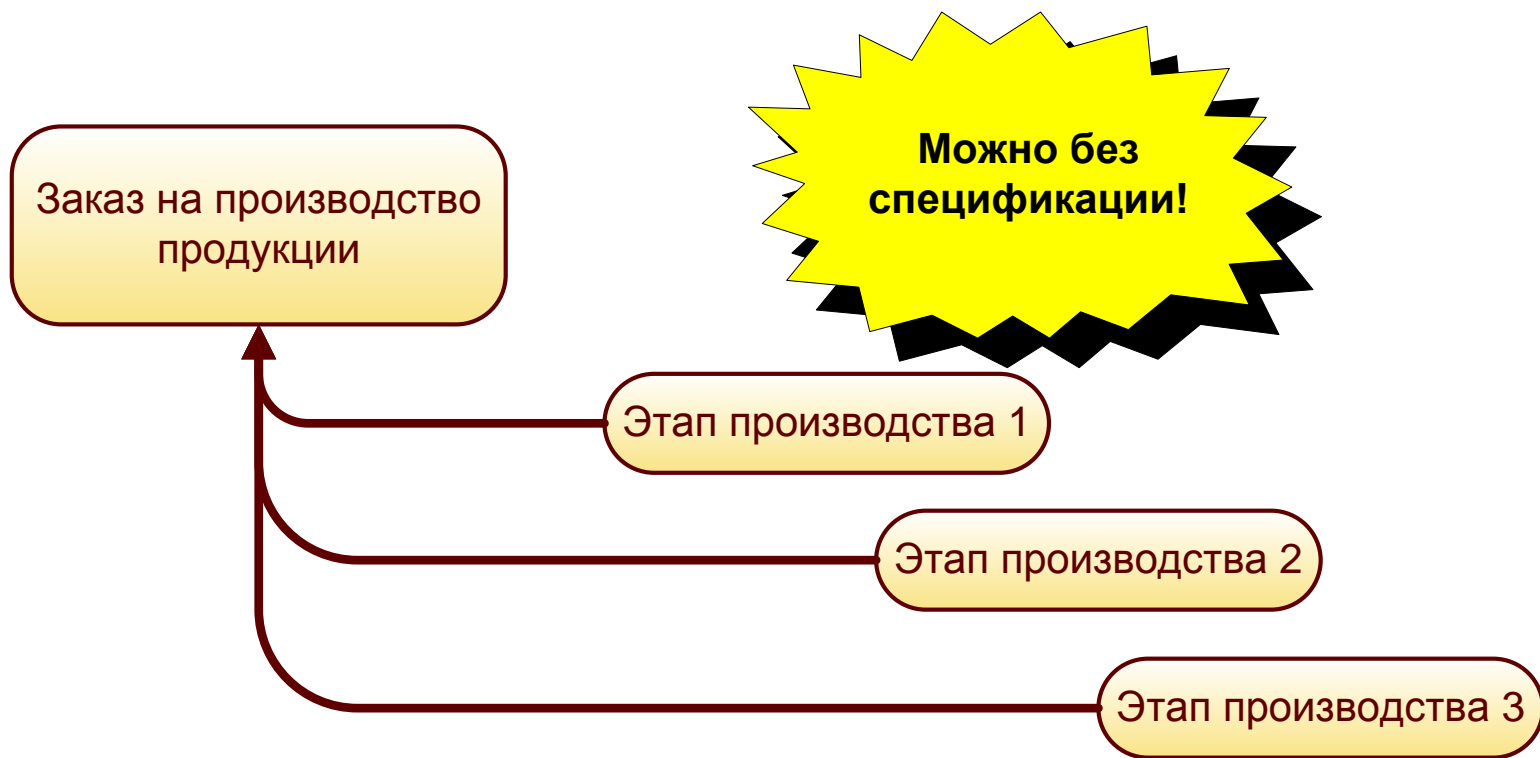 Можно без
спецификации!
Заказ на производство
продукции
Этап производства 1
Этап производства 2
Этап производства 3